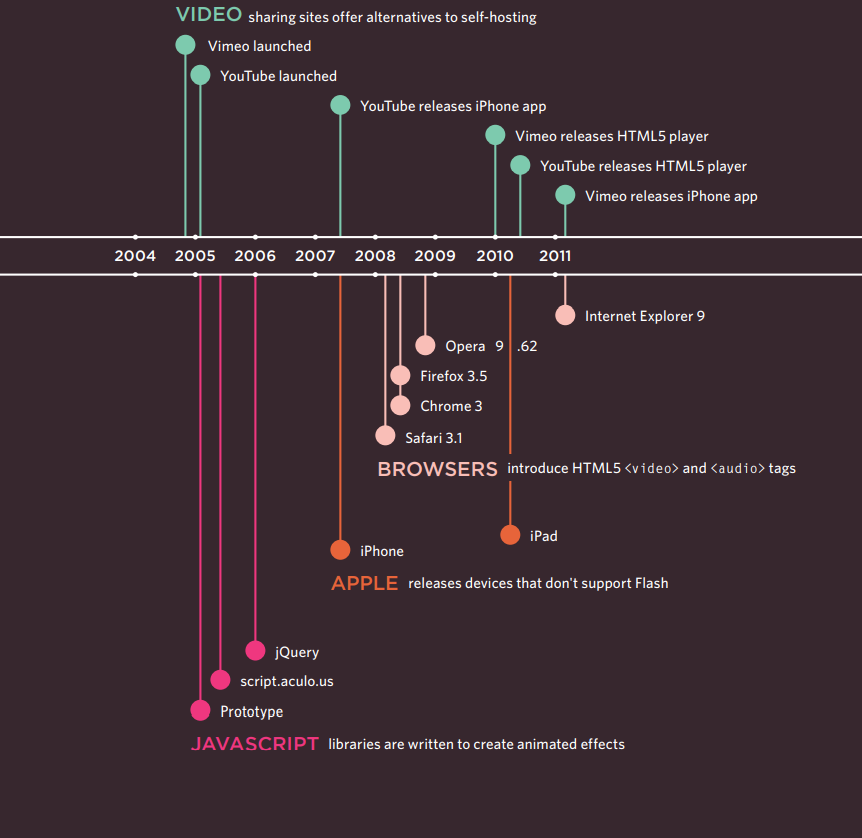 VIDEO sharing sites offer alternatives to self-hosting
Vimeo launched
YouTube launched
YouTube releases iPhone app
Vimeo releases HTML5 player
YouTube releases HTML5 player
Vimeo releases iPhone app
2004 2005 2006 2007 2008 2009 2010 2011
Internet Explorer 9
Opera 9 .62
Firefox 3.5
Chrome 3
Safari 3.1
BROWSERS introduce HTML5 <video> and <audio> tags
iPad
iPhone
APPLE releases devices that don't support Flash
jQuery
script.aculo.us
Prototype
JAVASCRIPT libraries are written to create animated effects